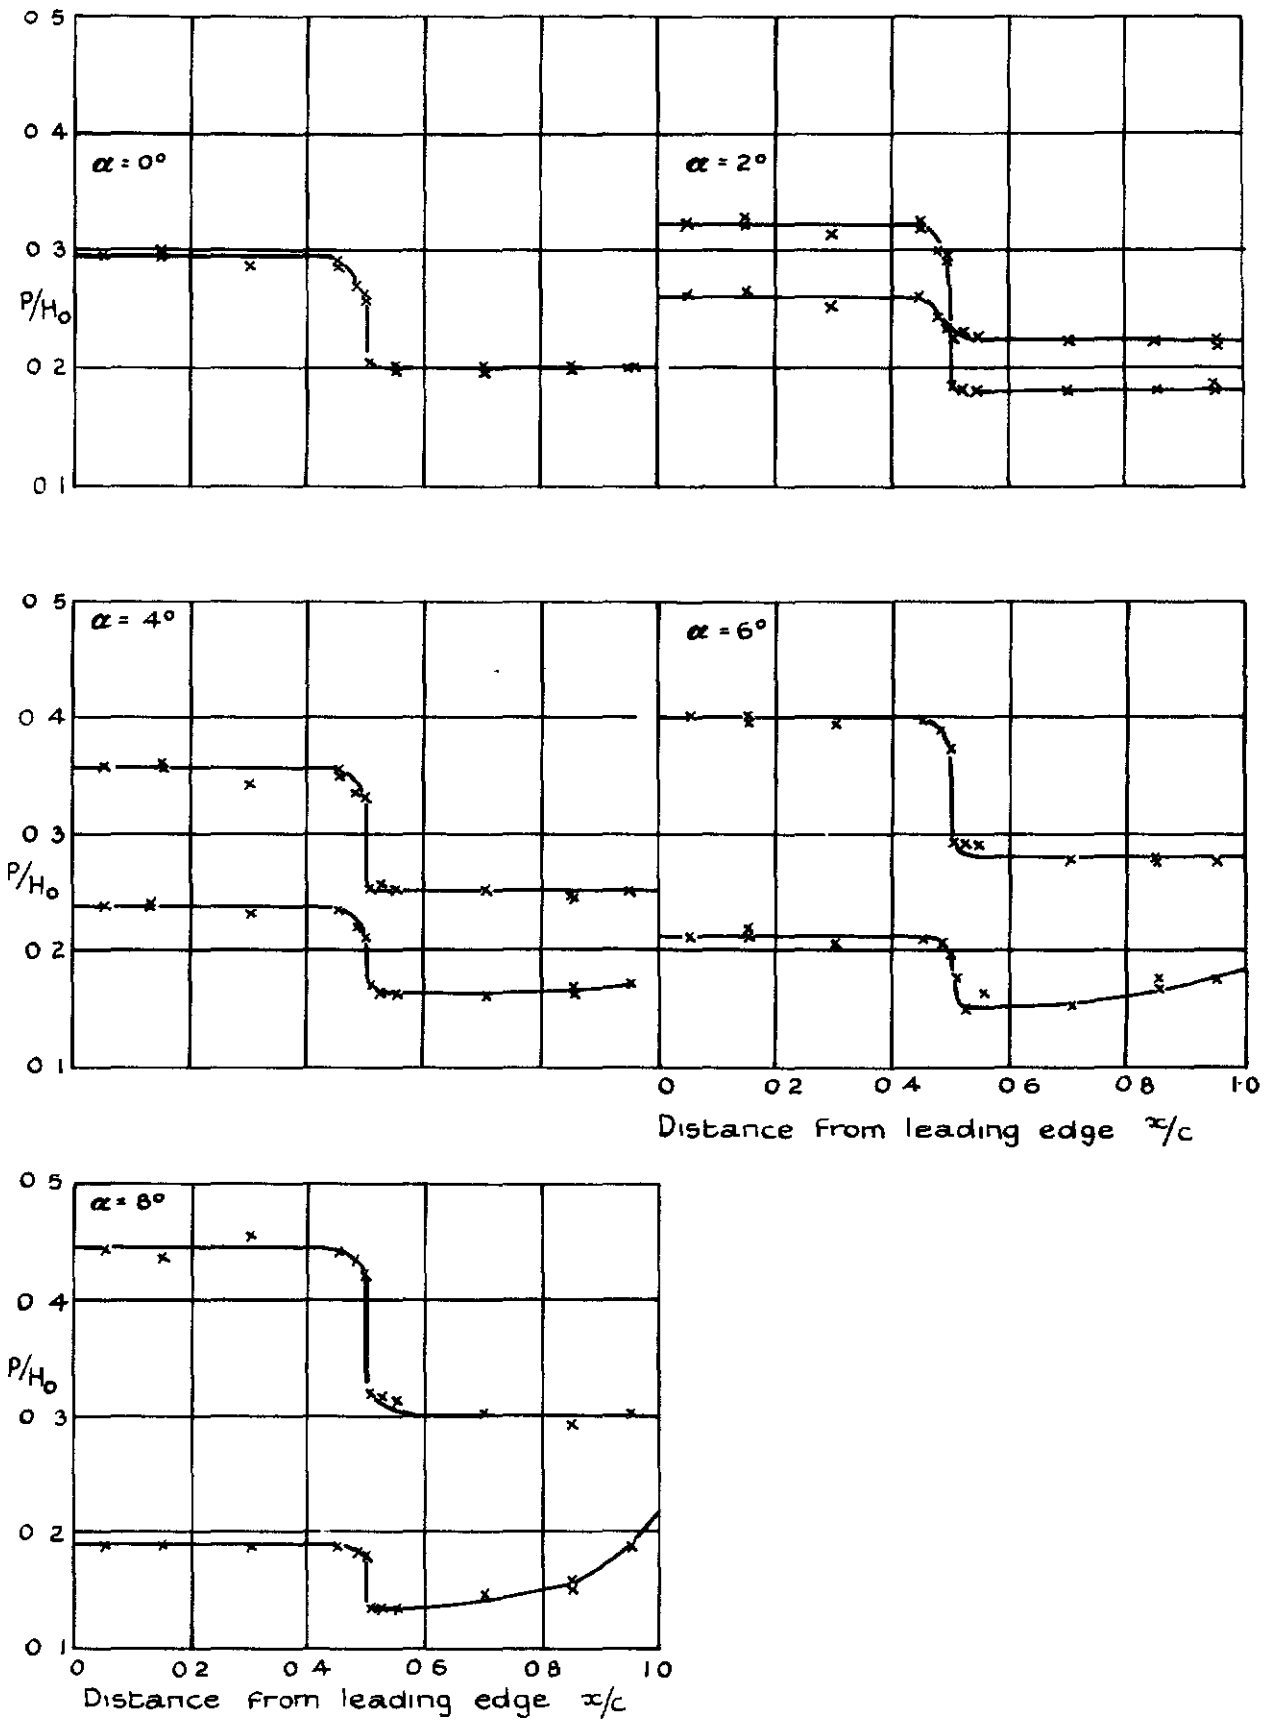 0 5
0 4
α = 0°
α = 2°
0 3
P/H₀
0 2
0 1
0 5
α = 4°
α = 6°
0 4
0 3
P/H₀
0 2
0 1
0 0 2 0 4 0 6 0 8 1·0
Distance from leading edge x/c
0 5
α = 8°
0 4
P/H₀
0 3
0 2
0 1
0 0 2 0 4 0 6 0 8 1 0
Distance from leading edge x/c